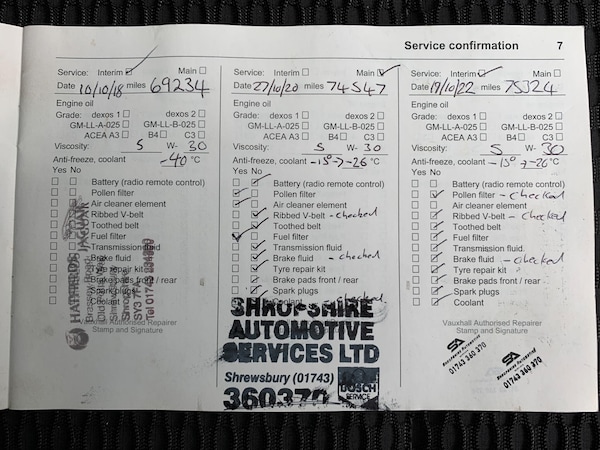 Service confirmation 7
Service: Interim Main
Date 10/10/18 miles 69234
Engine oil
Grade: dexos 1 dexos 2
GM-LL-A-025 GM-LL-B-025
ACEA A3 B4 C3
Viscosity: 5 W- 30
Anti-freeze, coolant -40 °C
Yes No
Battery (radio remote control)
Pollen filter
Air cleaner element
Ribbed V-belt
Toothed belt
Fuel filter
Transmission fluid
Brake fluid
Tyre repair kit
Brake pads front / rear
Spark plugs
Coolant
Vauxhall Authorised Repairer
Stamp and Signature
JAGUAR
SY3 7
Tel 01743
Service: Interim Main
Date 27/10/20 miles 74547
Engine oil
Grade: dexos 1 dexos 2
GM-LL-A-025 GM-LL-B-025
ACEA A3 B4 C3
Viscosity: 5 W- 30
Anti-freeze, coolant -15° -> -26 °C
Yes No
Battery (radio remote control)
Pollen filter
Air cleaner element
Ribbed V-belt - checked
Toothed belt
Fuel filter
Transmission fluid
Brake fluid - checked
Tyre repair kit
Brake pads front / rear
Spark plugs
Coolant - checked
SHROPSHIRE
AUTOMOTIVE
SERVICES LTD
Shrewsbury (01743)
360370
BOSCH
SERVICE
Service: Interim Main
Date 17/10/22 miles 75324
Engine oil
Grade: dexos 1 dexos 2
GM-LL-A-025 GM-LL-B-025
ACEA A3 B4 C3
Viscosity: 5 W- 30
Anti-freeze, coolant -15° -> -26 °C
Yes No
Battery (radio remote control)
Pollen filter - checked
Air cleaner element
Ribbed V-belt - checked
Toothed belt
Fuel filter
Transmission fluid
Brake fluid - checked
Tyre repair kit
Brake pads front / rear
Spark plugs
Coolant
Vauxhall Authorised Repairer
Stamp and Signature
SA
01743 360 370
SA
01743 360 370